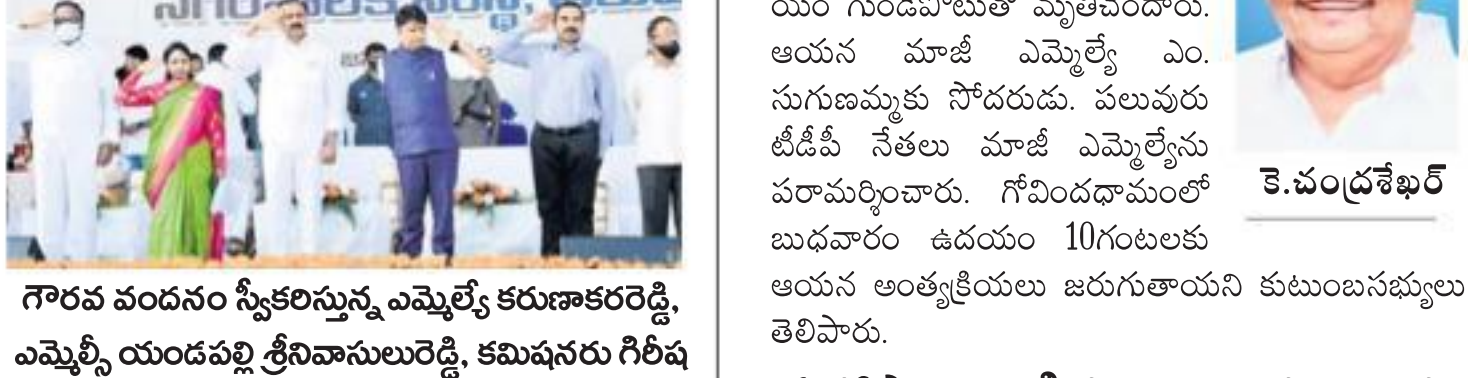 గౌరవ వందనం స్వీకరిస్తున్న ఎమ్మెల్యే కరుణాకరరెడ్డి,
ఎమ్మెల్సీ యండపల్లి శ్రీనివాసులురెడ్డి, కమిషనరు గిరీష
యం గుండెపోటుతో మృతిచెందారు.
ఆయన మాజీ ఎమ్మెల్యే ఎం.
సుగుణమ్మకు సోదరుడు. పలువురు
టీడీపీ నేతలు మాజీ ఎమ్మెల్యేను
పరామర్శించారు. గోవిందధామంలో
బుధవారం ఉదయం 10గంటలకు
ఆయన అంత్యక్రియలు జరుగుతాయని కుటుంబసభ్యులు
తెలిపారు.
కె.చంద్రశేఖర్